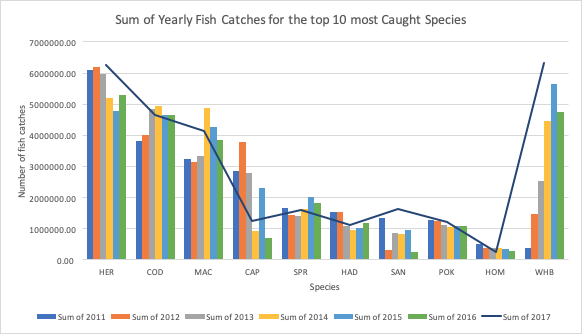 Sum of Yearly Fish Catches for the top 10 most Caught Species
Number of fish catches
7000000.00
6000000.00
5000000.00
4000000.00
3000000.00
2000000.00
1000000.00
0.00
HER COD MAC CAP SPR HAD SAN POK HOM WHB
Species
Sum of 2011 Sum of 2012 Sum of 2013 Sum of 2014 Sum of 2015 Sum of 2016 Sum of 2017